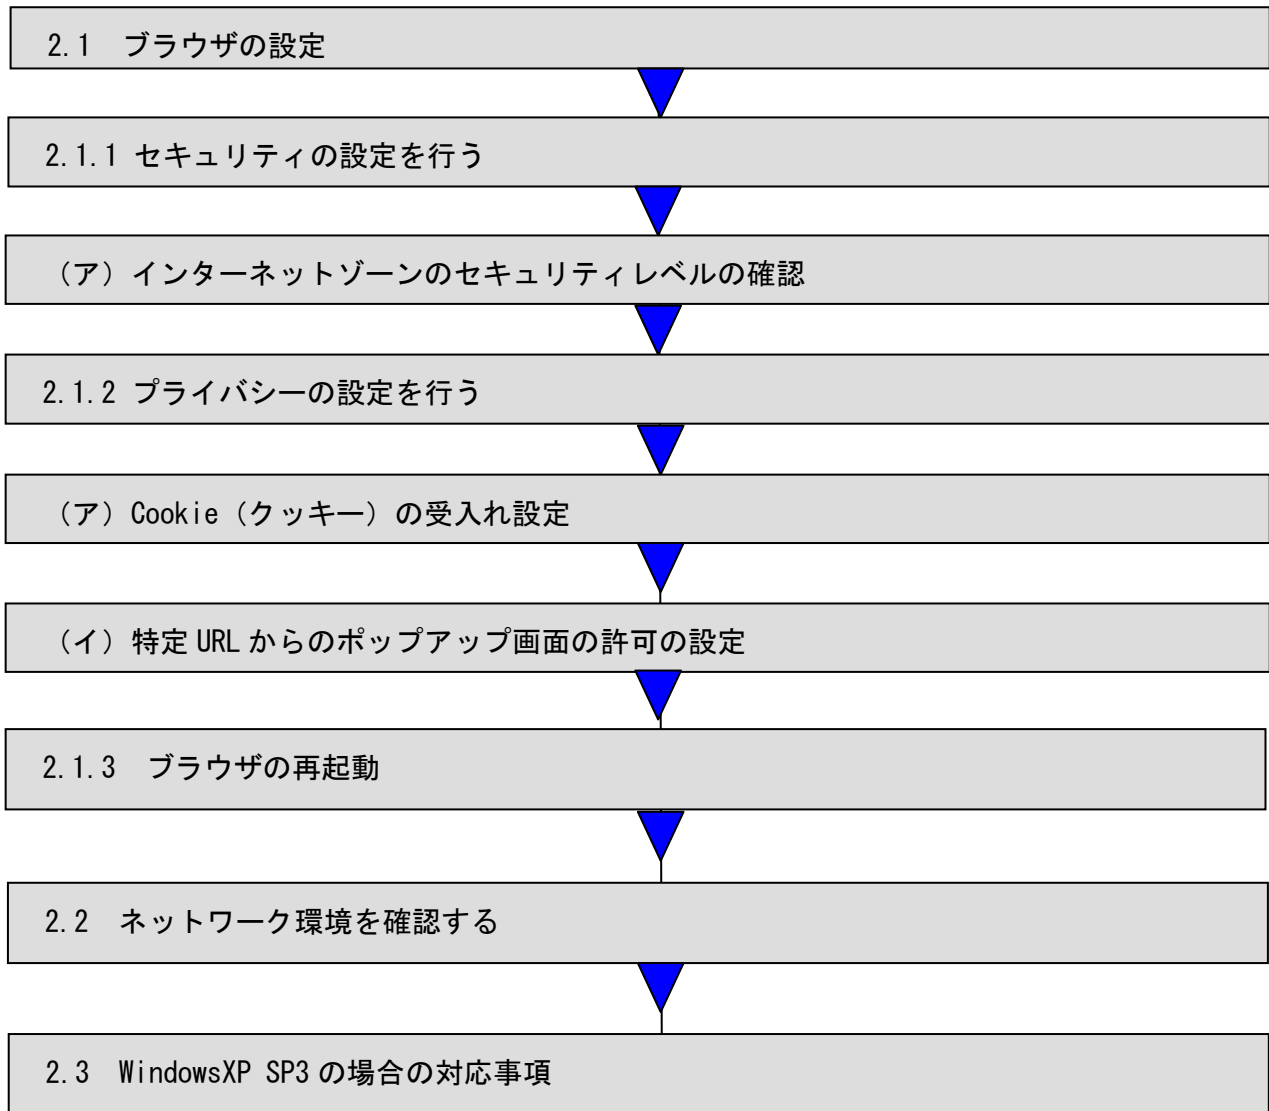 2.1　ブラウザの設定
2.1.1 セキュリティの設定を行う
（ア）インターネットゾーンのセキュリティレベルの確認
2.1.2 プライバシーの設定を行う
（ア）Cookie（クッキー）の受入れ設定
（イ）特定 URL からのポップアップ画面の許可の設定
2.1.3　ブラウザの再起動
2.2　ネットワーク環境を確認する
2.3　WindowsXP SP3 の場合の対応事項